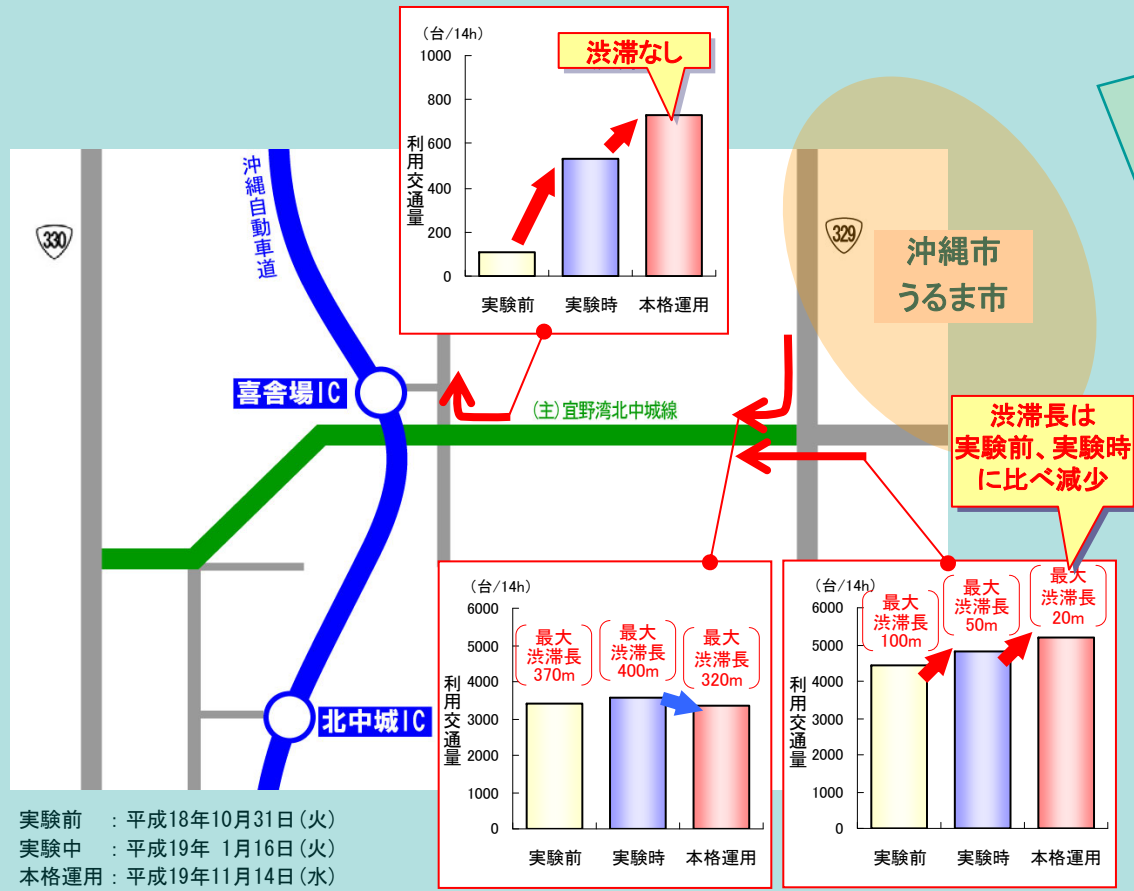 (台/14h)
1000
800
600
400
200
0
利用交通量
渋滞なし
実験前 実験時 本格運用
330
沖縄自動車道
329
沖縄市
うるま市
喜舎場IC
(主)宜野湾北中城線
渋滞長は
実験前、実験時
に比べ減少
北中城IC
(台/14h)
6000
5000
4000
3000
2000
1000
0
利用交通量
最大
渋滞長
370m
最大
渋滞長
400m
最大
渋滞長
320m
実験前 実験時 本格運用
(台/14h)
6000
5000
4000
3000
2000
1000
0
利用交通量
最大
渋滞長
100m
最大
渋滞長
50m
最大
渋滞長
20m
実験前 実験時 本格運用
実験前 : 平成18年10月31日(火)
実験中 : 平成19年 1月16日(火)
本格運用 : 平成19年11月14日(水)